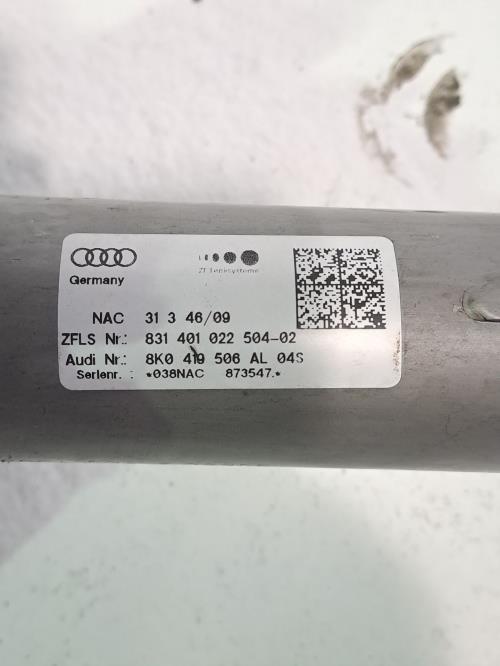 ZF Lenksysteme
Germany
NAC 31 3 46/09
ZFLS Nr.: 831 401 022 504-02
Audi Nr.: 8K0 419 506 AL 04S
Serienr. : *038NAC 873547.*